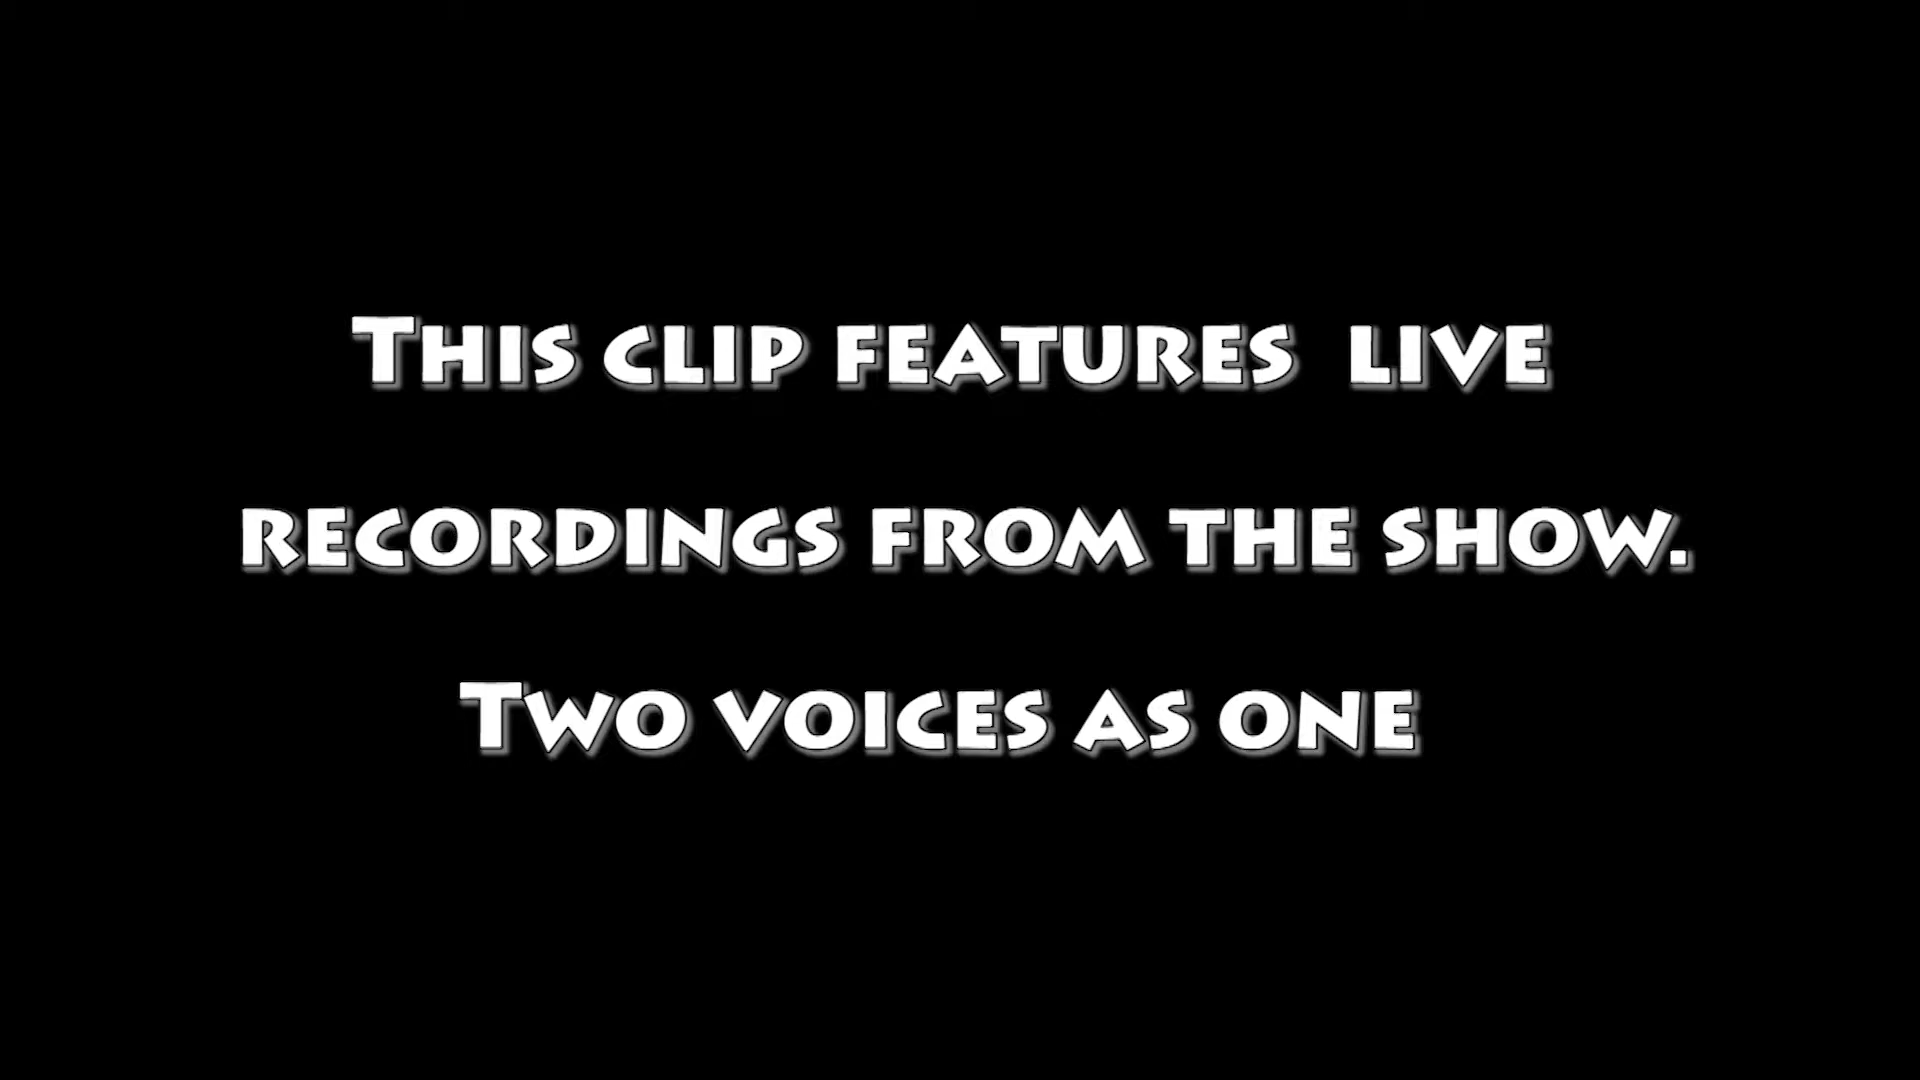 This clip features  live
recordings from the show.
Two voices as one